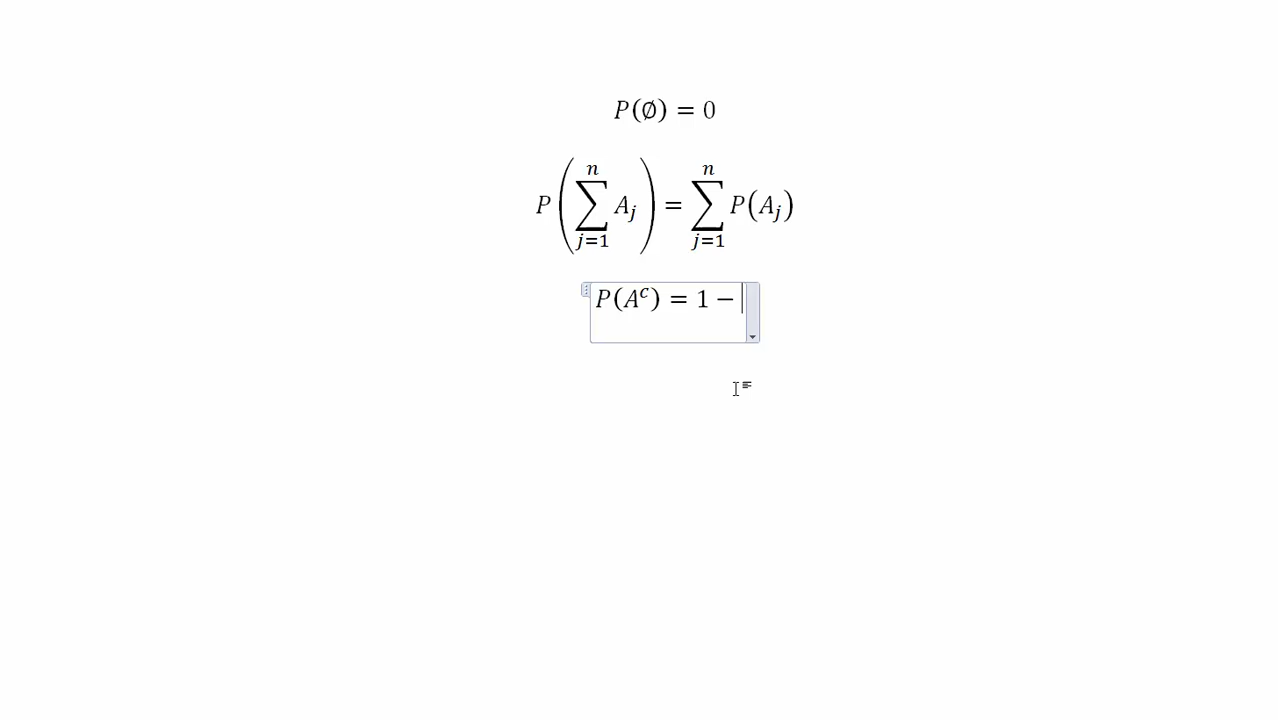 P(∅) = 0
P(∑_{j=1}^{n} A_j) = ∑_{j=1}^{n} P(A_j)
P(A^c) = 1 −